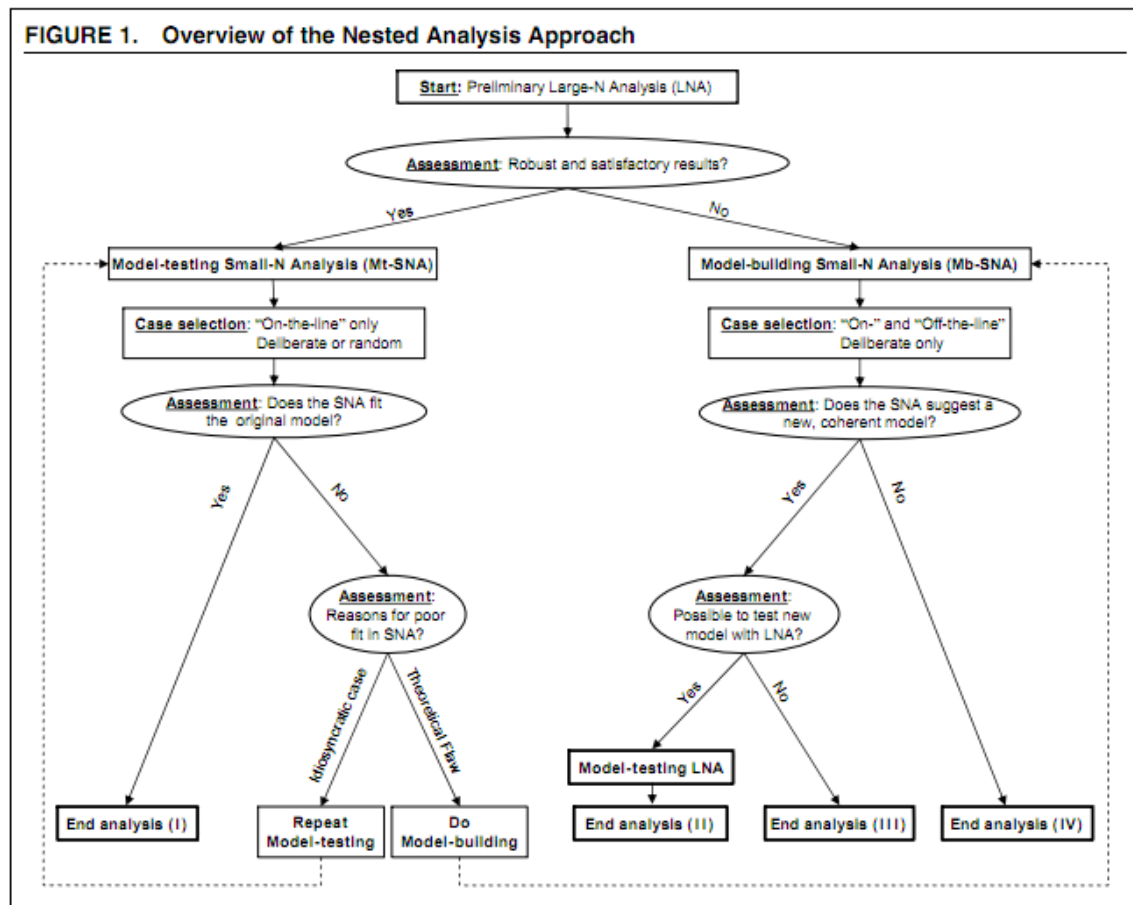 FIGURE 1. Overview of the Nested Analysis Approach
Start: Preliminary Large-N Analysis (LNA)
Assessment: Robust and satisfactory results?
Yes
No
Model-testing Small-N Analysis (Mt-SNA)
Model-building Small-N Analysis (Mb-SNA)
Case selection: "On-the-line" only
Deliberate or random
Case selection: "On-" and "Off-the-line"
Deliberate only
Assessment: Does the SNA fit
the original model?
Assessment: Does the SNA suggest a
new, coherent model?
Yes
No
Yes
No
Assessment:
Reasons for poor
fit in SNA?
Assessment:
Possible to test new
model with LNA?
Idiosyncratic case
Theoretical Flaw
Yes
No
Model-testing LNA
End analysis (I)
Repeat
Model-testing
Do
Model-building
End analysis (II)
End analysis (III)
End analysis (IV)